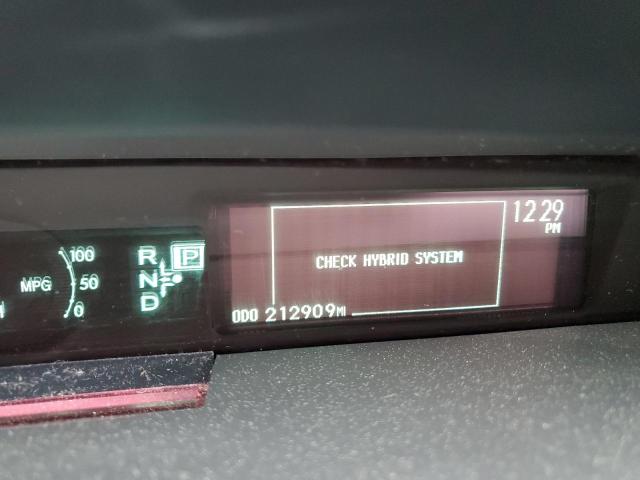 1229
PM
100
R P
CHECK HYBRID SYSTEM
MPG 50 N
D
0
ODO 212909MI